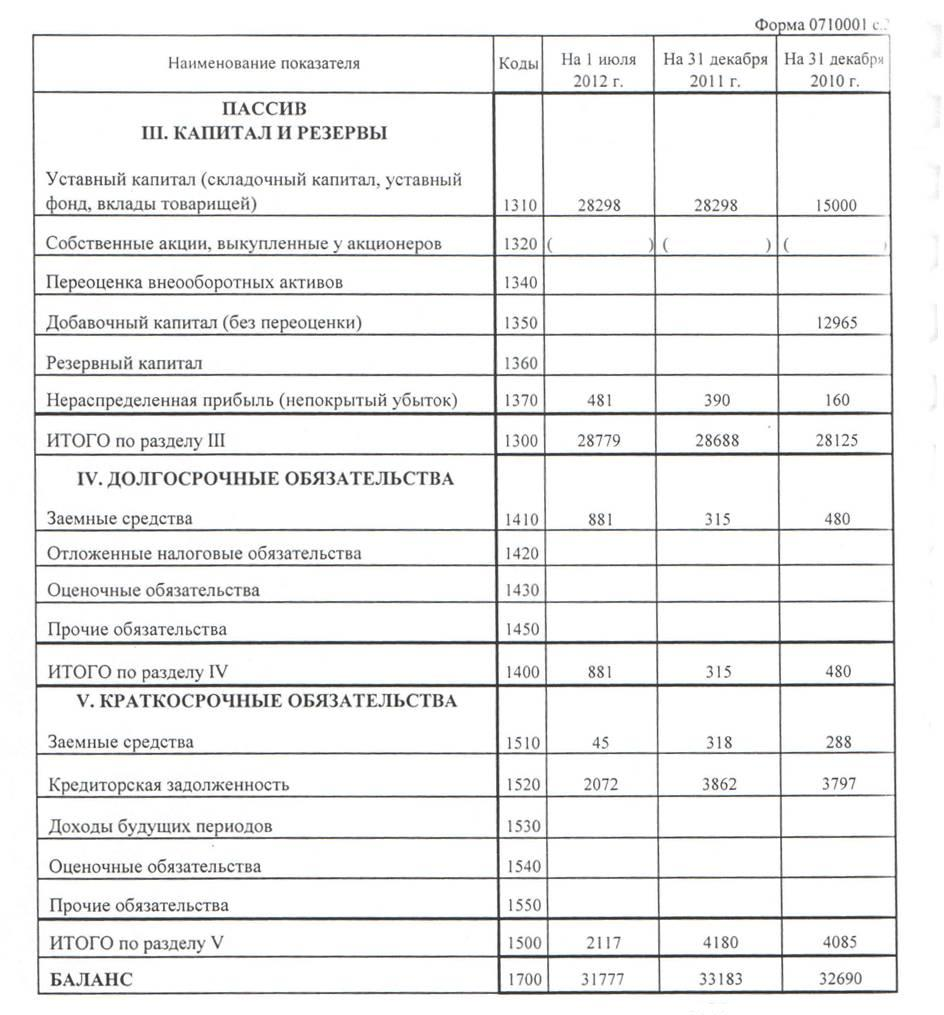 Форма 0710001 с.
Наименование показателя Коды На 1 июля 2012 г. На 31 декабря 2011 г. На 31 декабря 2010 г.
ПАССИВ
III. КАПИТАЛ И РЕЗЕРВЫ
Уставный капитал (складочный капитал, уставный
фонд, вклады товарищей) 1310 28298 28298 15000
Собственные акции, выкупленные у акционеров 1320 ( ) ( ) ( )
Переоценка внеооборотных активов 1340
Добавочный капитал (без переоценки) 1350 12965
Резервный капитал 1360
Нераспределенная прибыль (непокрытый убыток) 1370 481 390 160
ИТОГО по разделу III 1300 28779 28688 28125
IV. ДОЛГОСРОЧНЫЕ ОБЯЗАТЕЛЬСТВА
Заемные средства 1410 881 315 480
Отложенные налоговые обязательства 1420
Оценочные обязательства 1430
Прочие обязательства 1450
ИТОГО по разделу IV 1400 881 315 480
V. КРАТКОСРОЧНЫЕ ОБЯЗАТЕЛЬСТВА
Заемные средства 1510 45 318 288
Кредиторская задолженность 1520 2072 3862 3797
Доходы будущих периодов 1530
Оценочные обязательства 1540
Прочие обязательства 1550
ИТОГО по разделу V 1500 2117 4180 4085
БАЛАНС 1700 31777 33183 32690